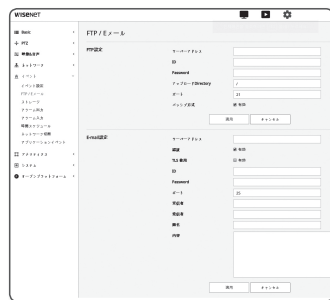 WISENET
Basic
PTZ
映像&音声
ネットワーク
イベント
イベント設定
FTP/Eメール
ストレージ
アラーム出力
アラーム入力
時間スケジュール
ネットワーク切断
アプリケーションイベント
アナリティクス
システム
オープンプラットフォーム
FTP / Eメール
FTP設定
サーバーアドレス
ID
Password
アップロードDirectory
/
ポート
21
パッシブ方式
有効
適用
キャンセル
E-mail設定
サーバーアドレス
認証
有効
TLS 使用
有効
ID
Password
ポート
25
受信者
発信者
題名
内容
適用
キャンセル